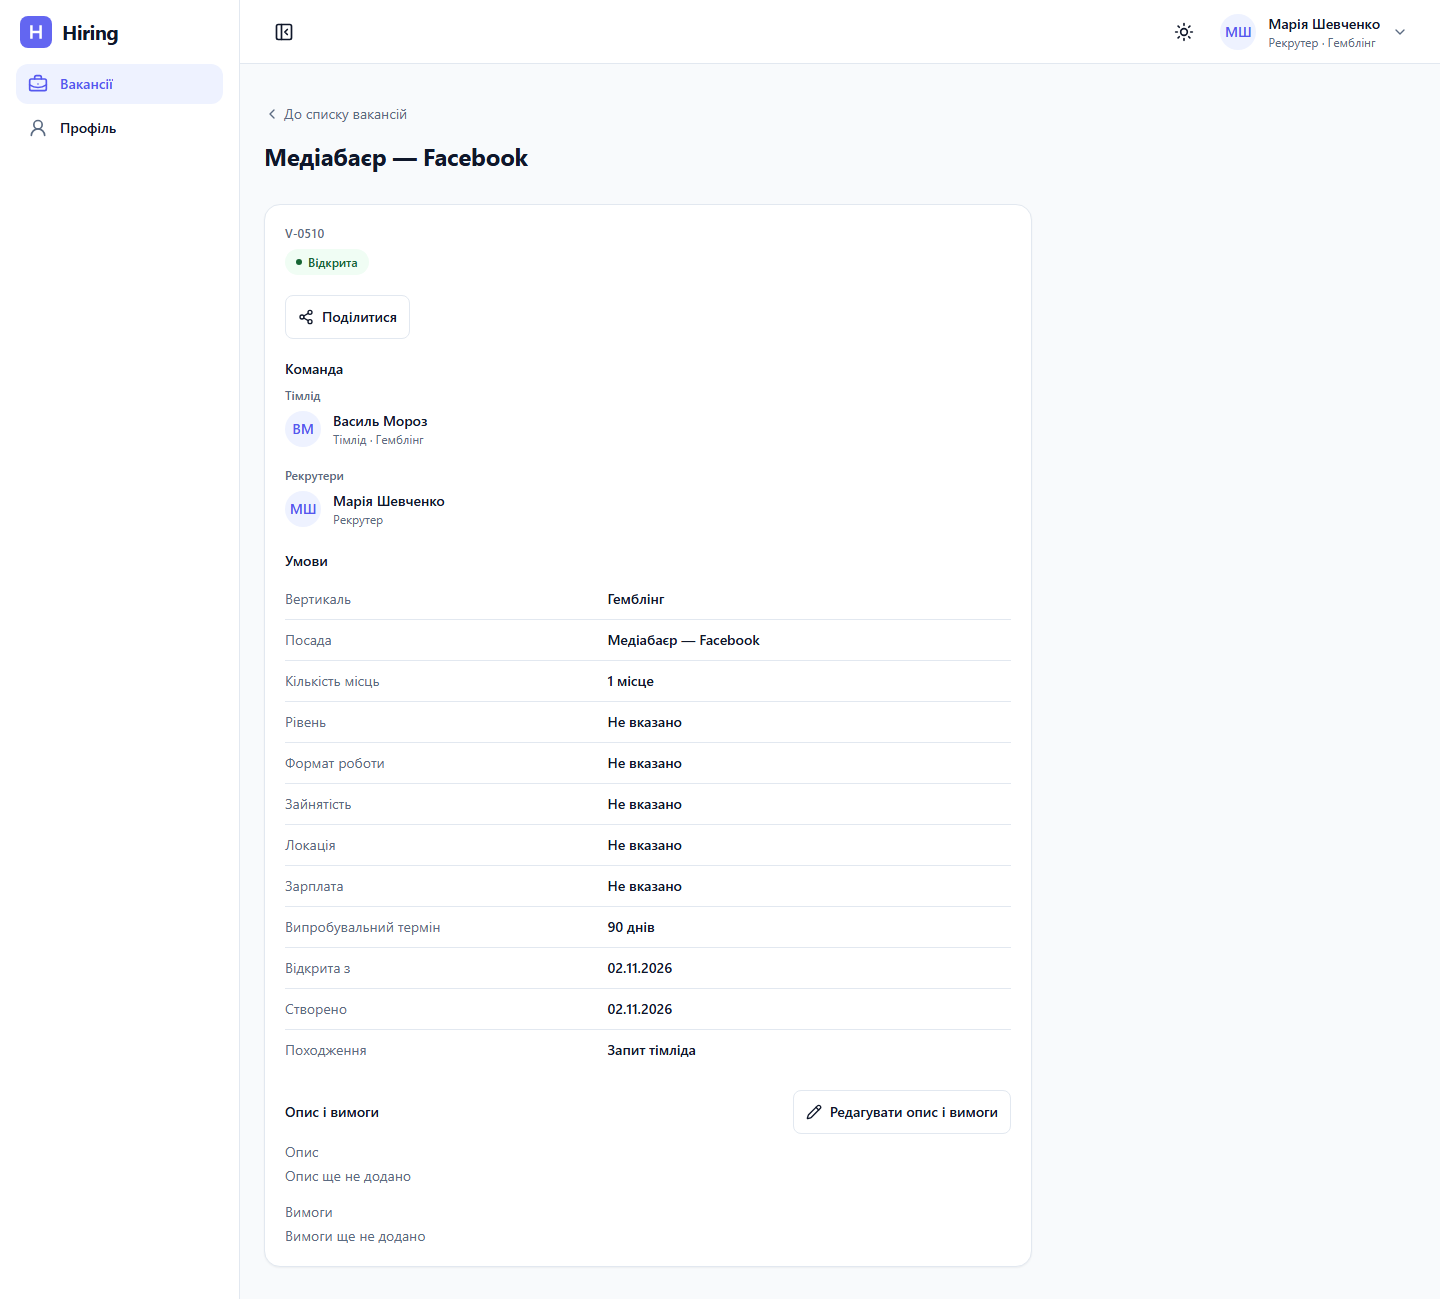 H Hiring
Вакансії
Профіль
МШ
Марія Шевченко
Рекрутер · Гемблінг
До списку вакансій
Медіабаєр — Facebook
V-0510
Відкрита
Поділитися
Команда
Тімлід
ВМ
Василь Мороз
Тімлід · Гемблінг
Рекрутери
МШ
Марія Шевченко
Рекрутер
Умови
Вертикаль Гемблінг
Посада Медіабаєр — Facebook
Кількість місць 1 місце
Рівень Не вказано
Формат роботи Не вказано
Зайнятість Не вказано
Локація Не вказано
Зарплата Не вказано
Випробувальний термін 90 днів
Відкрита з 02.11.2026
Створено 02.11.2026
Походження Запит тімліда
Опис і вимоги Редагувати опис і вимоги
Опис
Опис ще не додано
Вимоги
Вимоги ще не додано